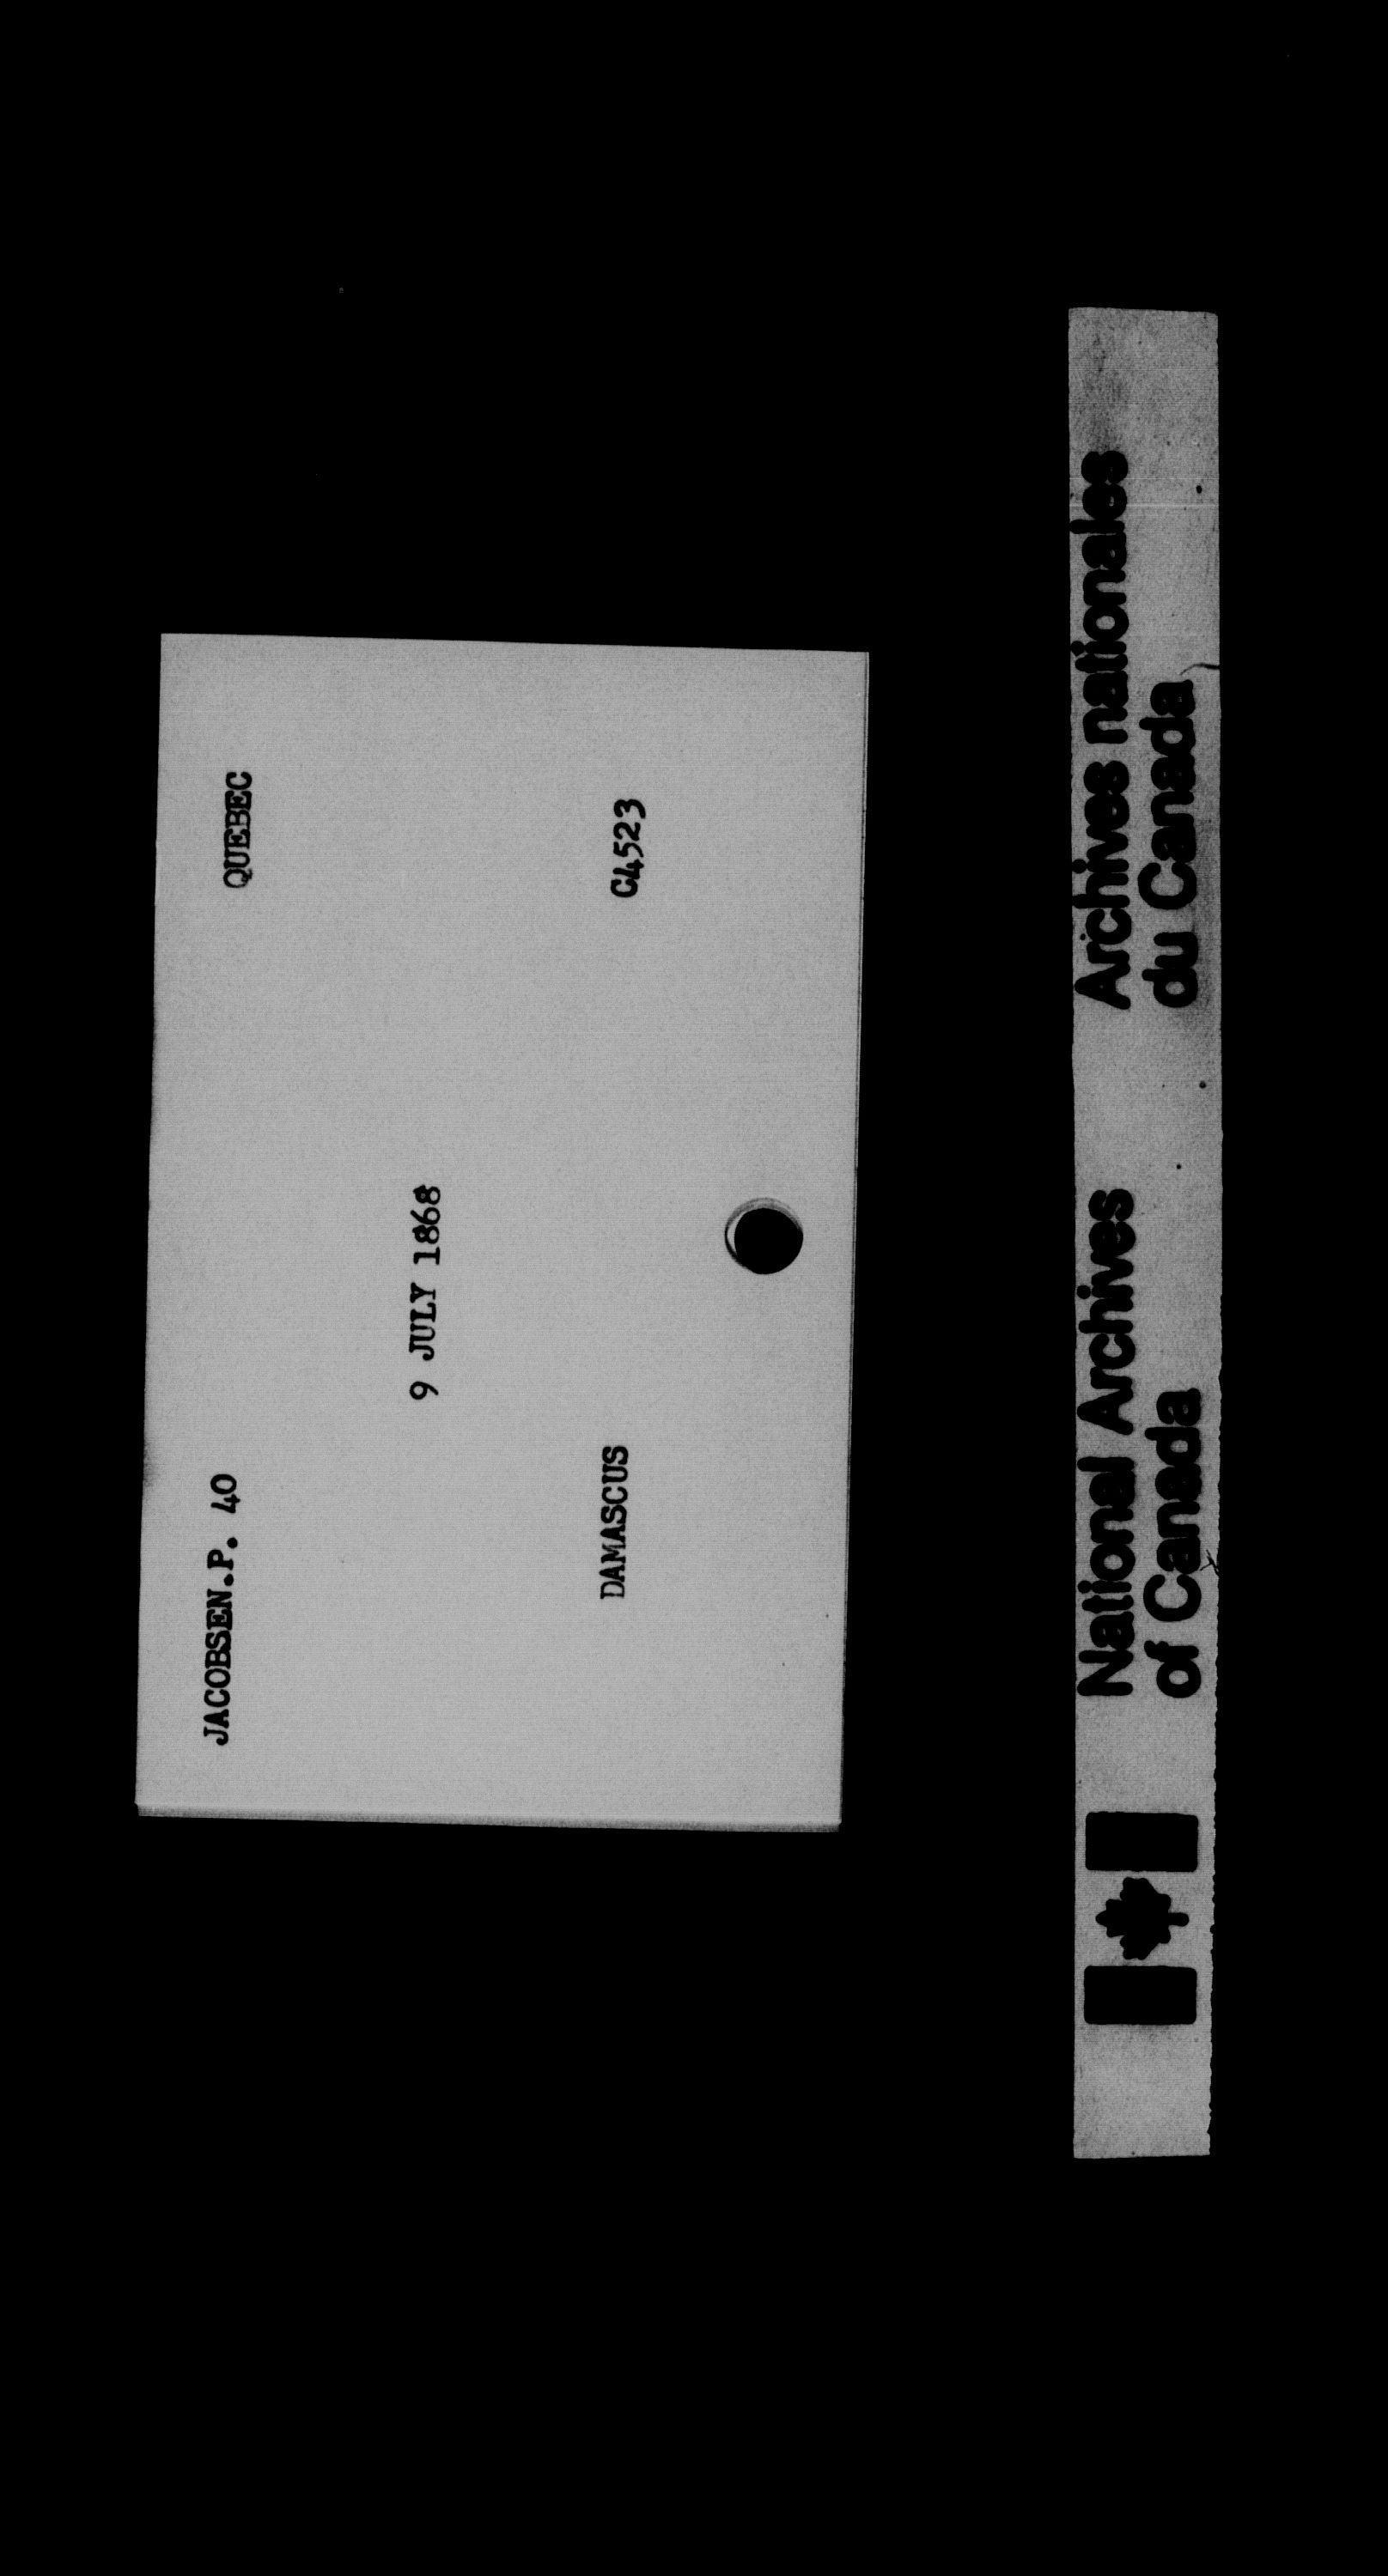 JACOBSEN.P. 40 QUEBEC
9 JULY 1868
DAMASCUS C4523
National Archives
of Canada
Archives nationales
du Canada